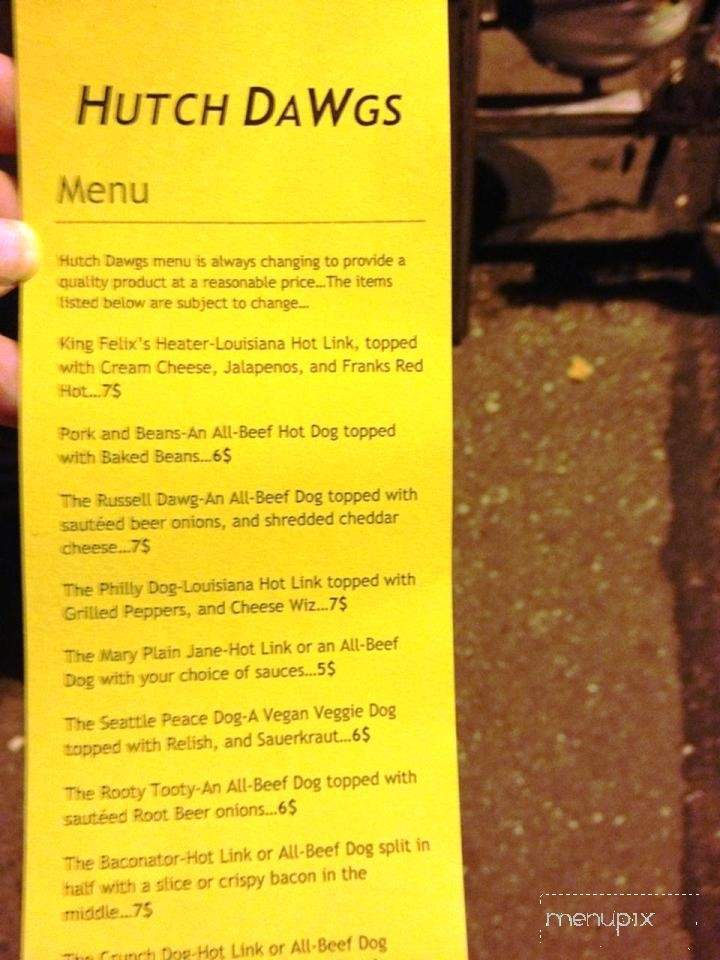 HUTCH DAWGS
Menu
Hutch Dawgs menu is always changing to provide a
quality product at a reasonable price...The items
listed below are subject to change...
King Felix's Heater-Louisiana Hot Link, topped
with Cream Cheese, Jalapenos, and Franks Red
Hot...7$
Pork and Beans-An All-Beef Hot Dog topped
with Baked Beans...6$
The Russell Dawg-An All-Beef Dog topped with
sautéed beer onions, and shredded cheddar
cheese...7$
The Philly Dog-Louisiana Hot Link topped with
Grilled Peppers, and Cheese Wiz...7$
The Mary Plain Jane-Hot Link or an All-Beef
Dog with your choice of sauces...5$
The Seattle Peace Dog-A Vegan Veggie Dog
topped with Relish, and Sauerkraut...6$
The Rooty Tooty-An All-Beef Dog topped with
sautéed Root Beer onions...6$
The Baconator-Hot Link or All-Beef Dog split in
half with a slice or crispy bacon in the
middle...7$
The Crunch Dog-Hot Link or All-Beef Dog
menupix